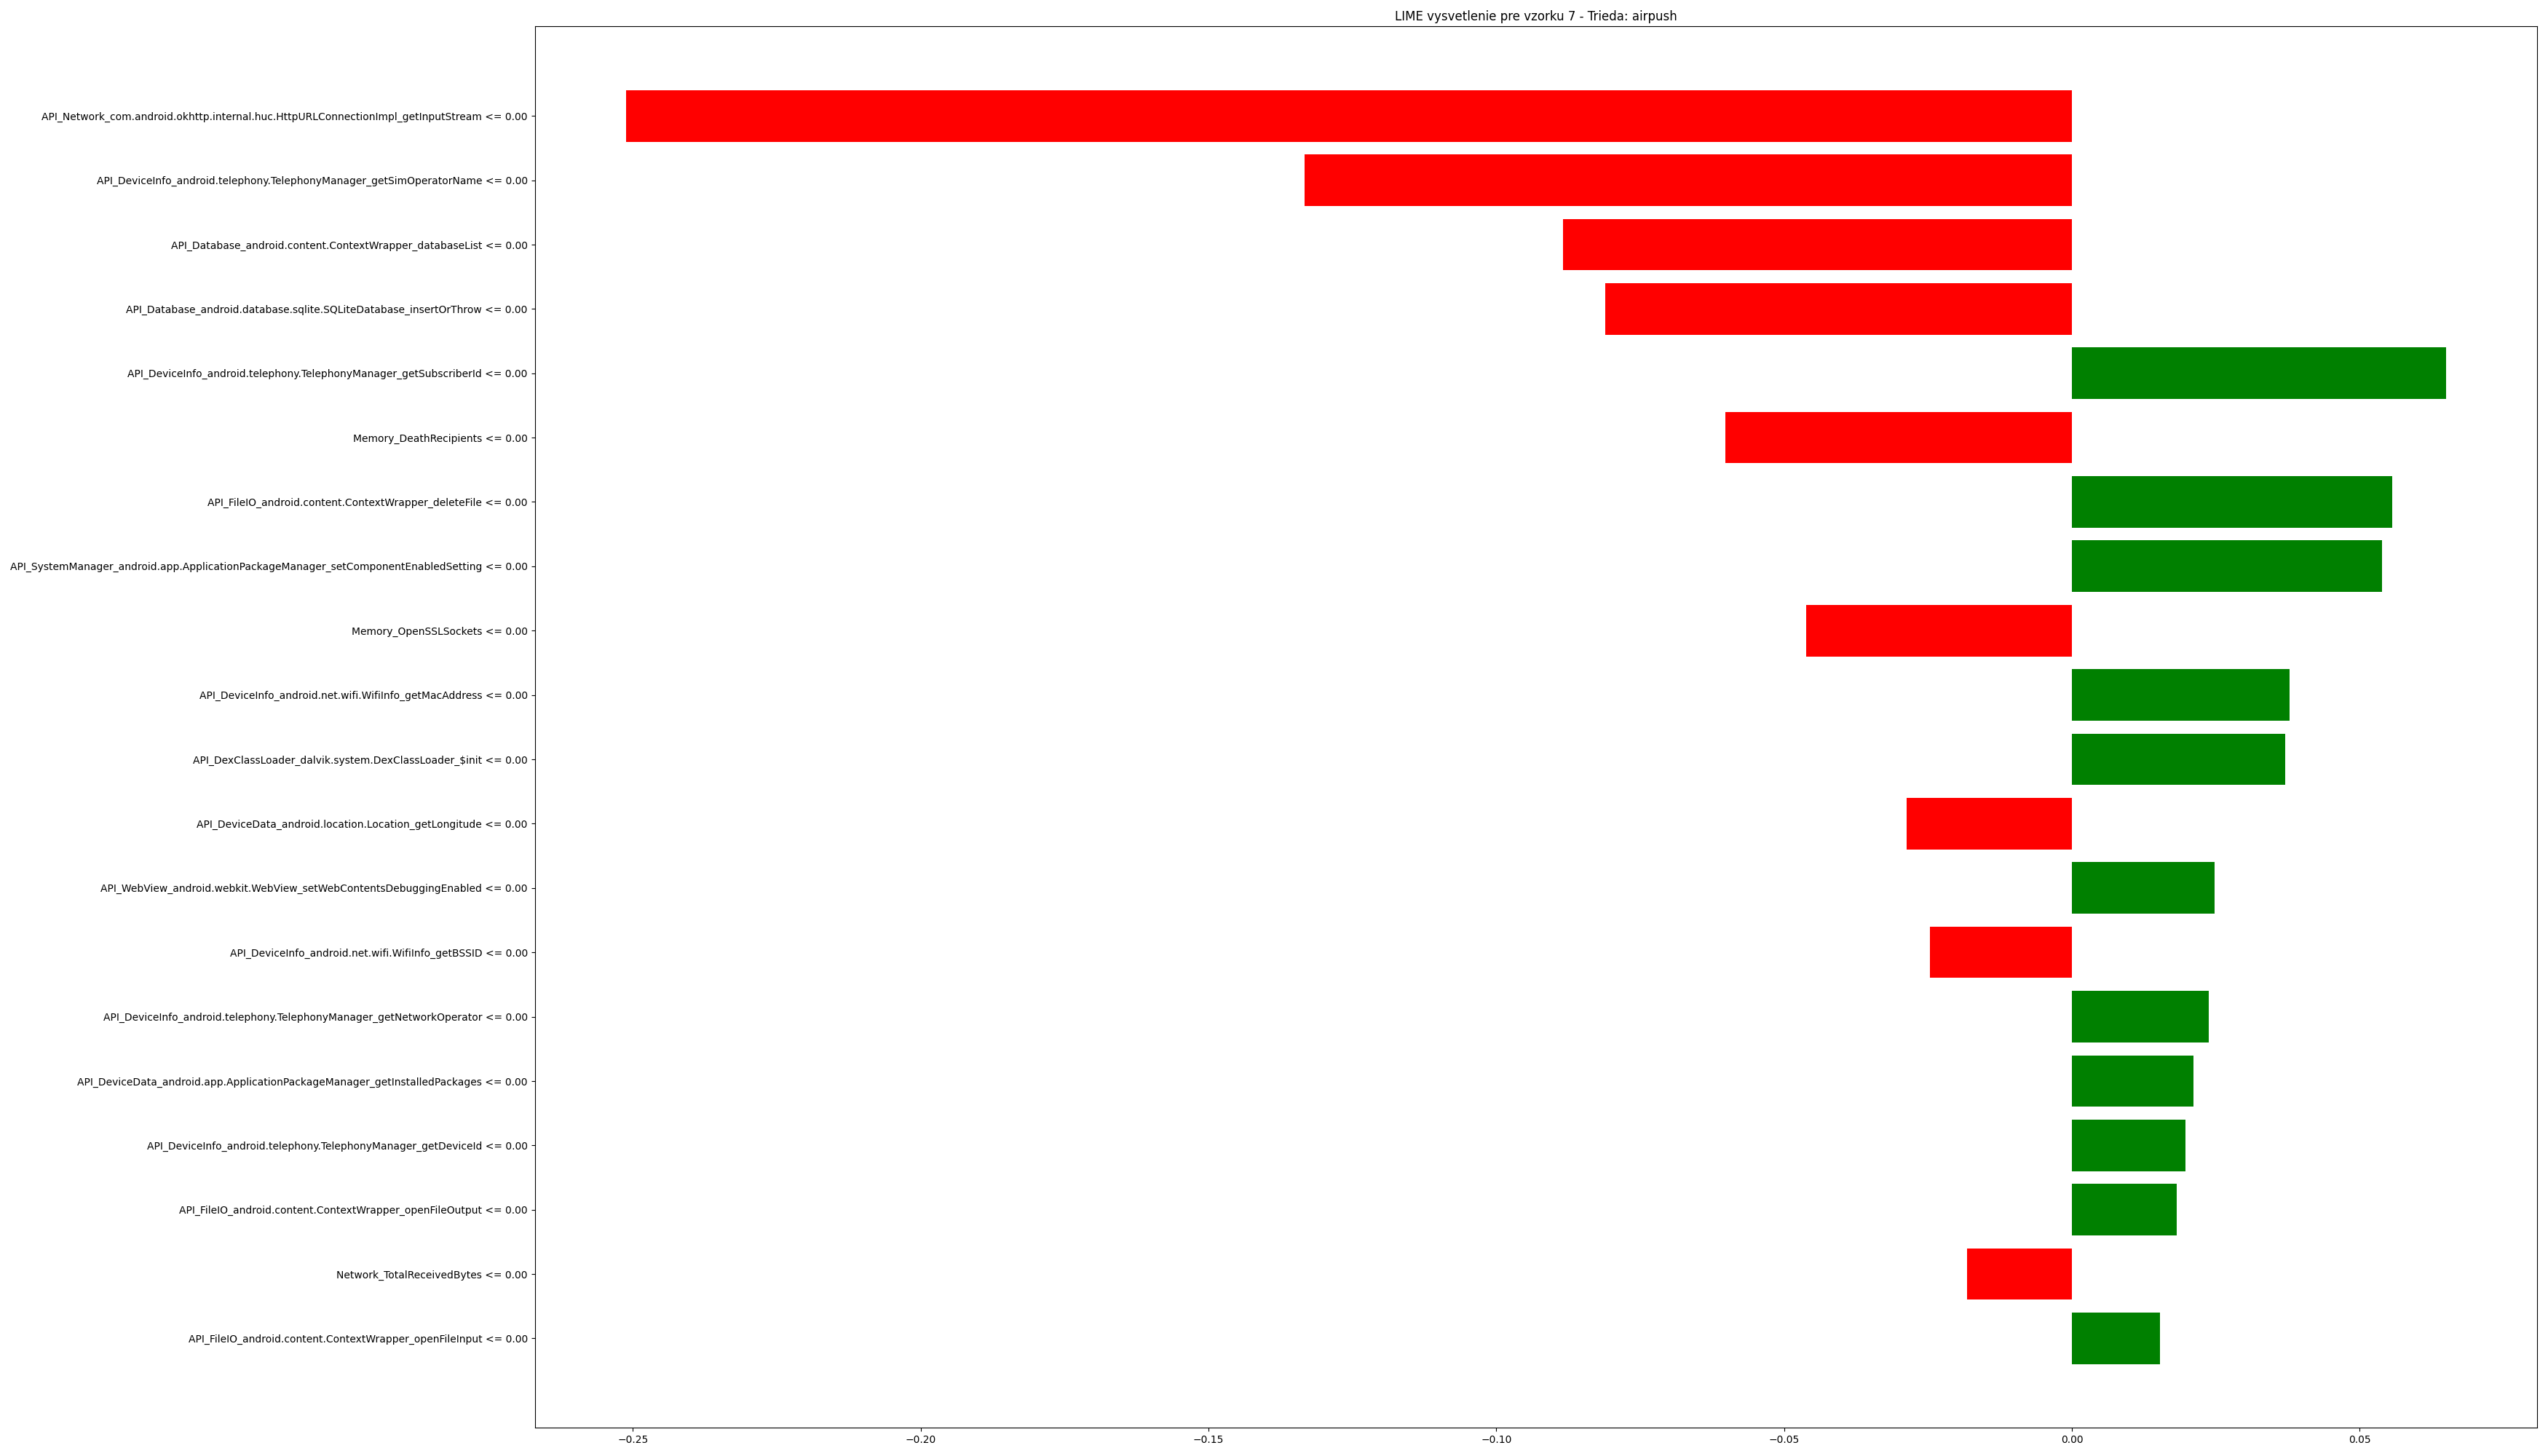 LIME vysvetlenie pre vzorku 7 - Trieda: airpush
API_Network_com.android.okhttp.internal.huc.HttpURLConnectionImpl_getInputStream <= 0.00
API_DeviceInfo_android.telephony.TelephonyManager_getSimOperatorName <= 0.00
API_Database_android.content.ContextWrapper_databaseList <= 0.00
API_Database_android.database.sqlite.SQLiteDatabase_insertOrThrow <= 0.00
API_DeviceInfo_android.telephony.TelephonyManager_getSubscriberId <= 0.00
Memory_DeathRecipients <= 0.00
API_FileIO_android.content.ContextWrapper_deleteFile <= 0.00
API_SystemManager_android.app.ApplicationPackageManager_setComponentEnabledSetting <= 0.00
Memory_OpenSSLSockets <= 0.00
API_DeviceInfo_android.net.wifi.WifiInfo_getMacAddress <= 0.00
API_DexClassLoader_dalvik.system.DexClassLoader_$init <= 0.00
API_DeviceData_android.location.Location_getLongitude <= 0.00
API_WebView_android.webkit.WebView_setWebContentsDebuggingEnabled <= 0.00
API_DeviceInfo_android.net.wifi.WifiInfo_getBSSID <= 0.00
API_DeviceInfo_android.telephony.TelephonyManager_getNetworkOperator <= 0.00
API_DeviceData_android.app.ApplicationPackageManager_getInstalledPackages <= 0.00
API_DeviceInfo_android.telephony.TelephonyManager_getDeviceId <= 0.00
API_FileIO_android.content.ContextWrapper_openFileOutput <= 0.00
Network_TotalReceivedBytes <= 0.00
API_FileIO_android.content.ContextWrapper_openFileInput <= 0.00
−0.25 −0.20 −0.15 −0.10 −0.05 0.00 0.05